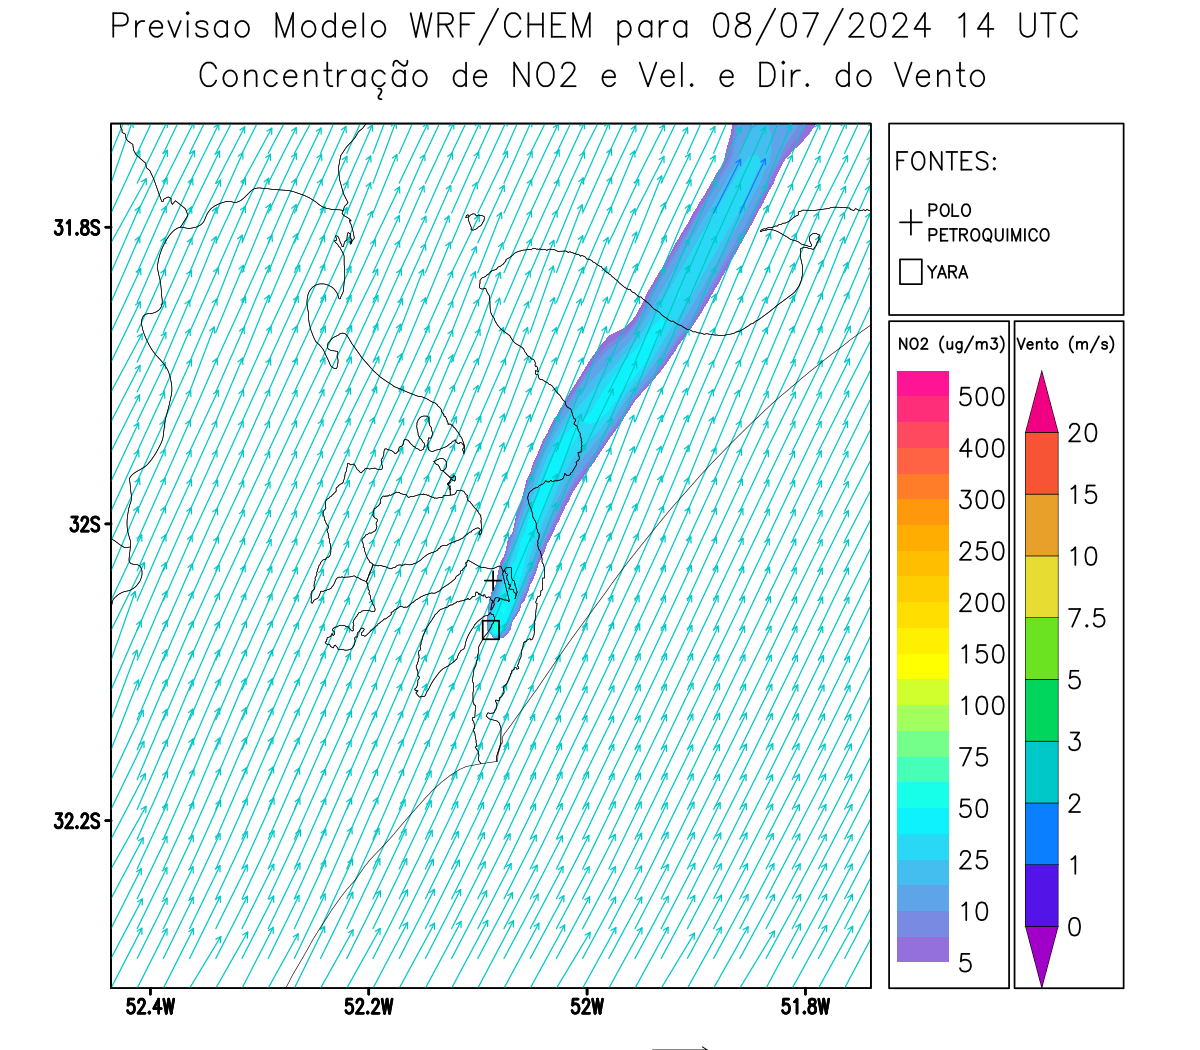 Previsao Modelo WRF/CHEM para 08/07/2024 14 UTC
Concentração de NO2 e Vel. e Dir. do Vento
FONTES:
POLO
PETROQUIMICO
YARA
NO2 (ug/m3)
500
400
300
250
200
150
100
75
50
25
10
5
Vento (m/s)
20
15
10
7.5
5
3
2
1
0
31.8S
32S
32.2S
52.4W
52.2W
52W
51.8W